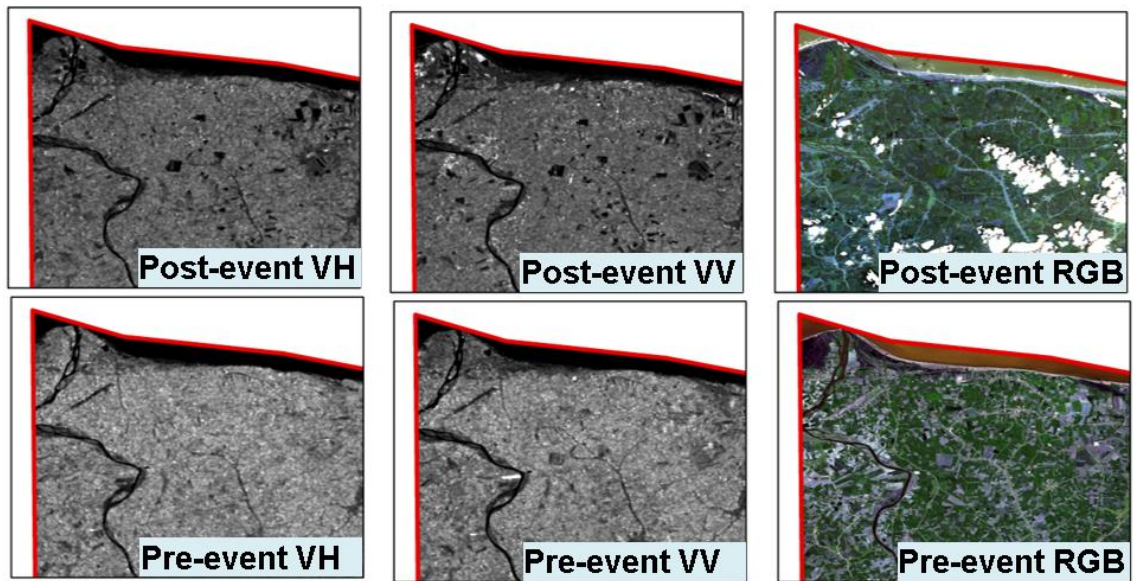 Post-event VH
Post-event VV
Post-event RGB
Pre-event VH
Pre-event VV
Pre-event RGB